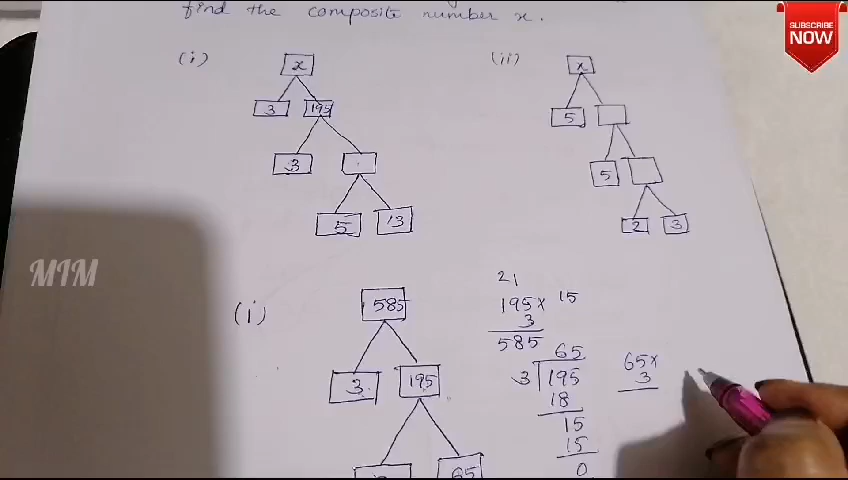 find the composite number x.
SUBSCRIBE
NOW
(i)
x
3
195
3
5
13
(ii)
x
5
5
2
3
MIM
(i)
585
3
195
65
21
195 x 15
3
585
65
3 195
18
15
15
0
65x
3